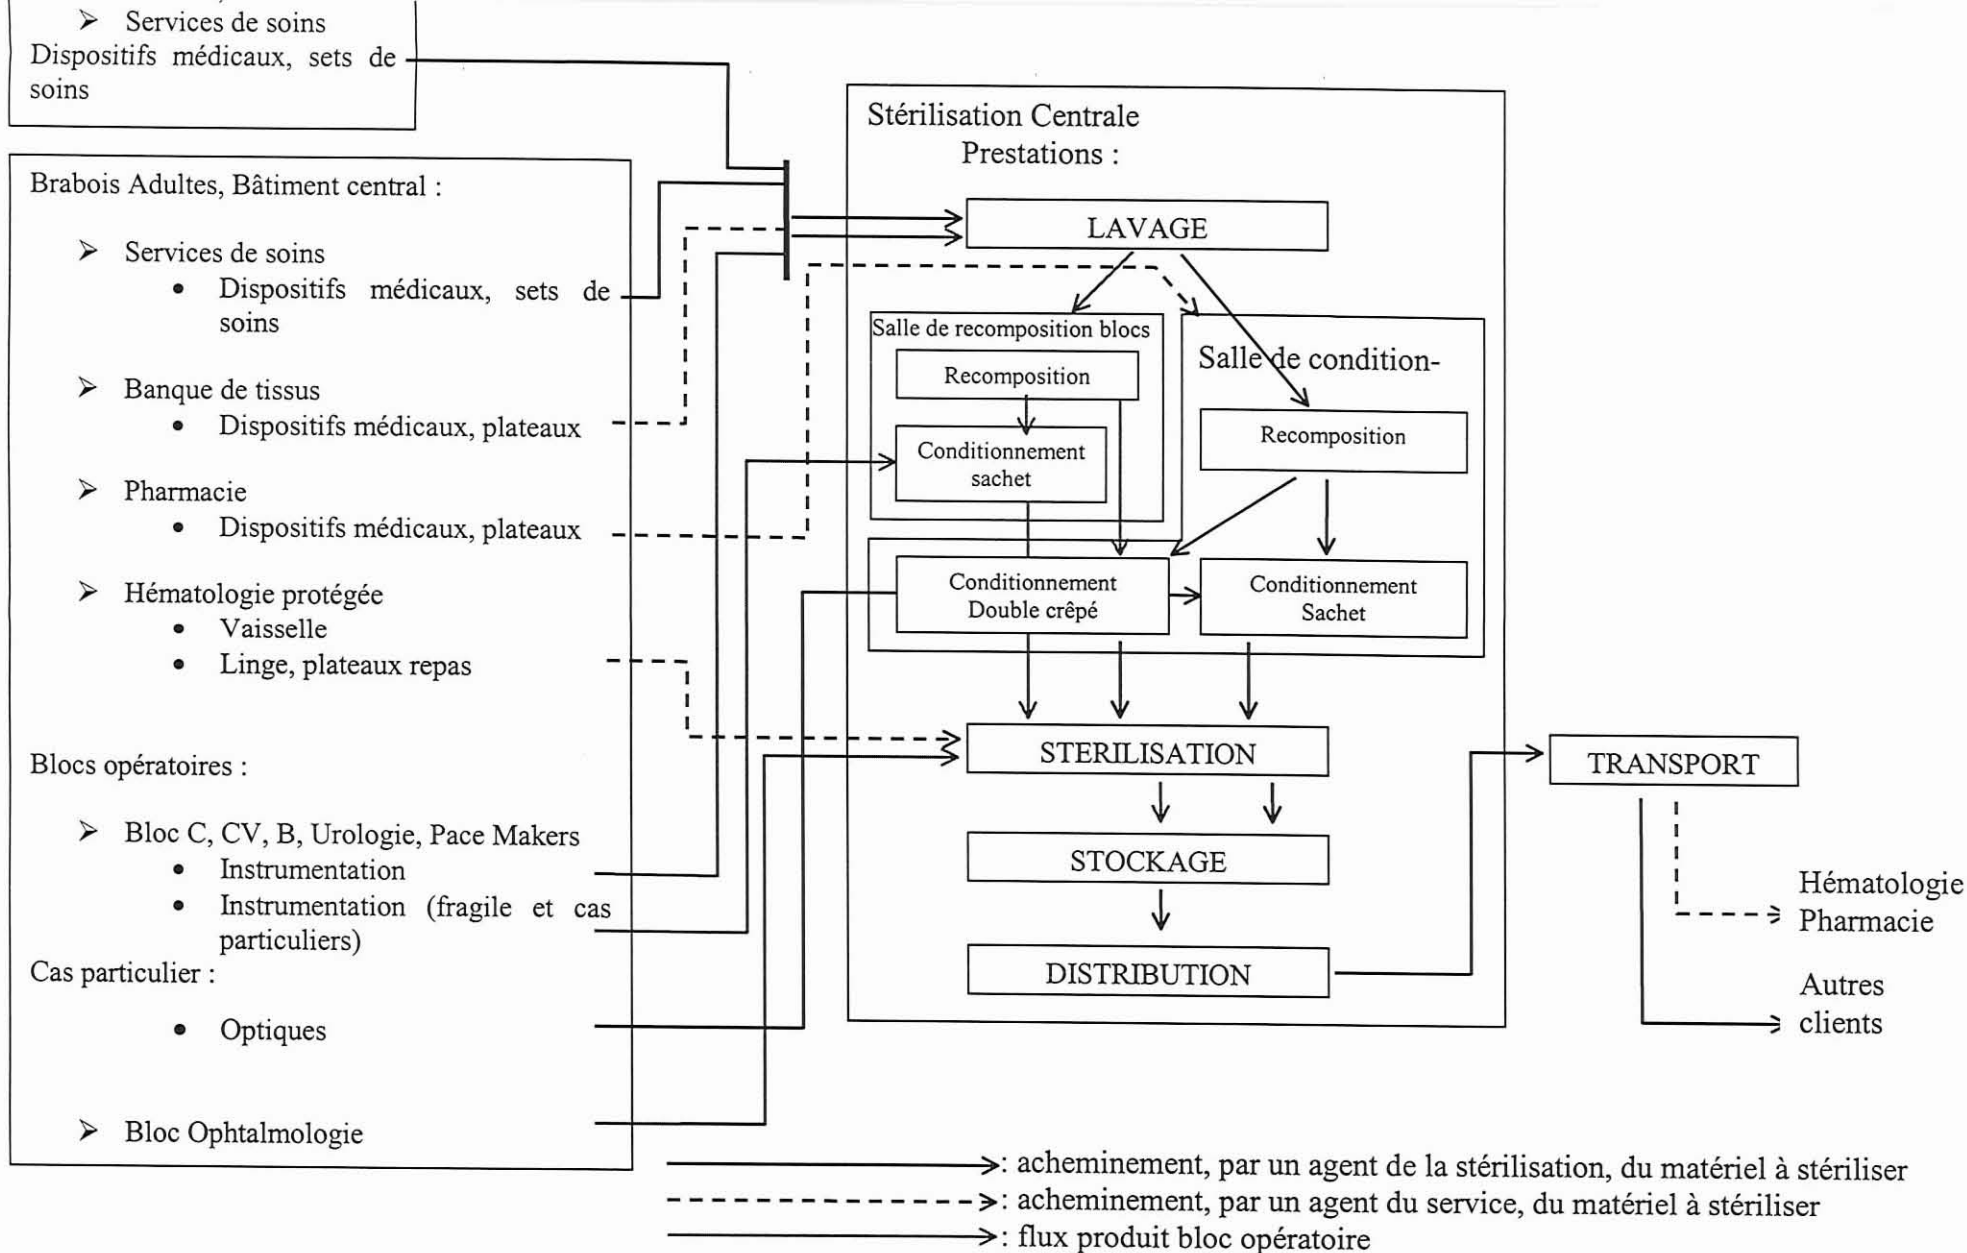 ➢ Services de soins
Dispositifs médicaux, sets de
soins
Brabois Adultes, Bâtiment central :
➢ Services de soins
• Dispositifs médicaux, sets de
soins
➢ Banque de tissus
• Dispositifs médicaux, plateaux
➢ Pharmacie
• Dispositifs médicaux, plateaux
➢ Hématologie protégée
• Vaisselle
• Linge, plateaux repas
Blocs opératoires :
➢ Bloc C, CV, B, Urologie, Pace Makers
• Instrumentation
• Instrumentation (fragile et cas
particuliers)
Cas particulier :
• Optiques
➢ Bloc Ophtalmologie
Stérilisation Centrale
Prestations :
LAVAGE
Salle de recomposition blocs
Recomposition
Conditionnement
sachet
Salle de condition-
Recomposition
Conditionnement
Double crêpé
Conditionnement
Sachet
STERILISATION
STOCKAGE
DISTRIBUTION
TRANSPORT
Hématologie
Pharmacie
Autres
clients
: acheminement, par un agent de la stérilisation, du matériel à stériliser
: acheminement, par un agent du service, du matériel à stériliser
: flux produit bloc opératoire